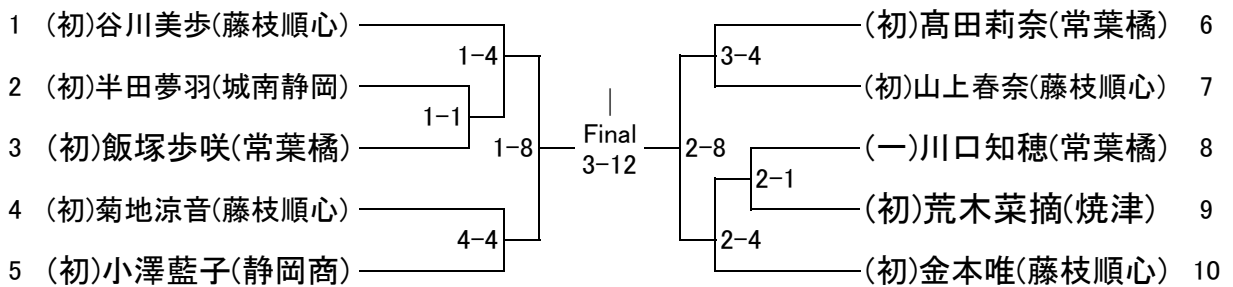 1 (初)谷川美歩(藤枝順心)
2 (初)半田夢羽(城南静岡)
3 (初)飯塚歩咲(常葉橘)
4 (初)菊地涼音(藤枝順心)
5 (初)小澤藍子(静岡商)
1-4
1-1
1-8
4-4
Final
3-12
3-4
2-8
2-1
2-4
(初)髙田莉奈(常葉橘) 6
(初)山上春奈(藤枝順心) 7
(一)川口知穂(常葉橘) 8
(初)荒木菜摘(焼津) 9
(初)金本唯(藤枝順心) 10